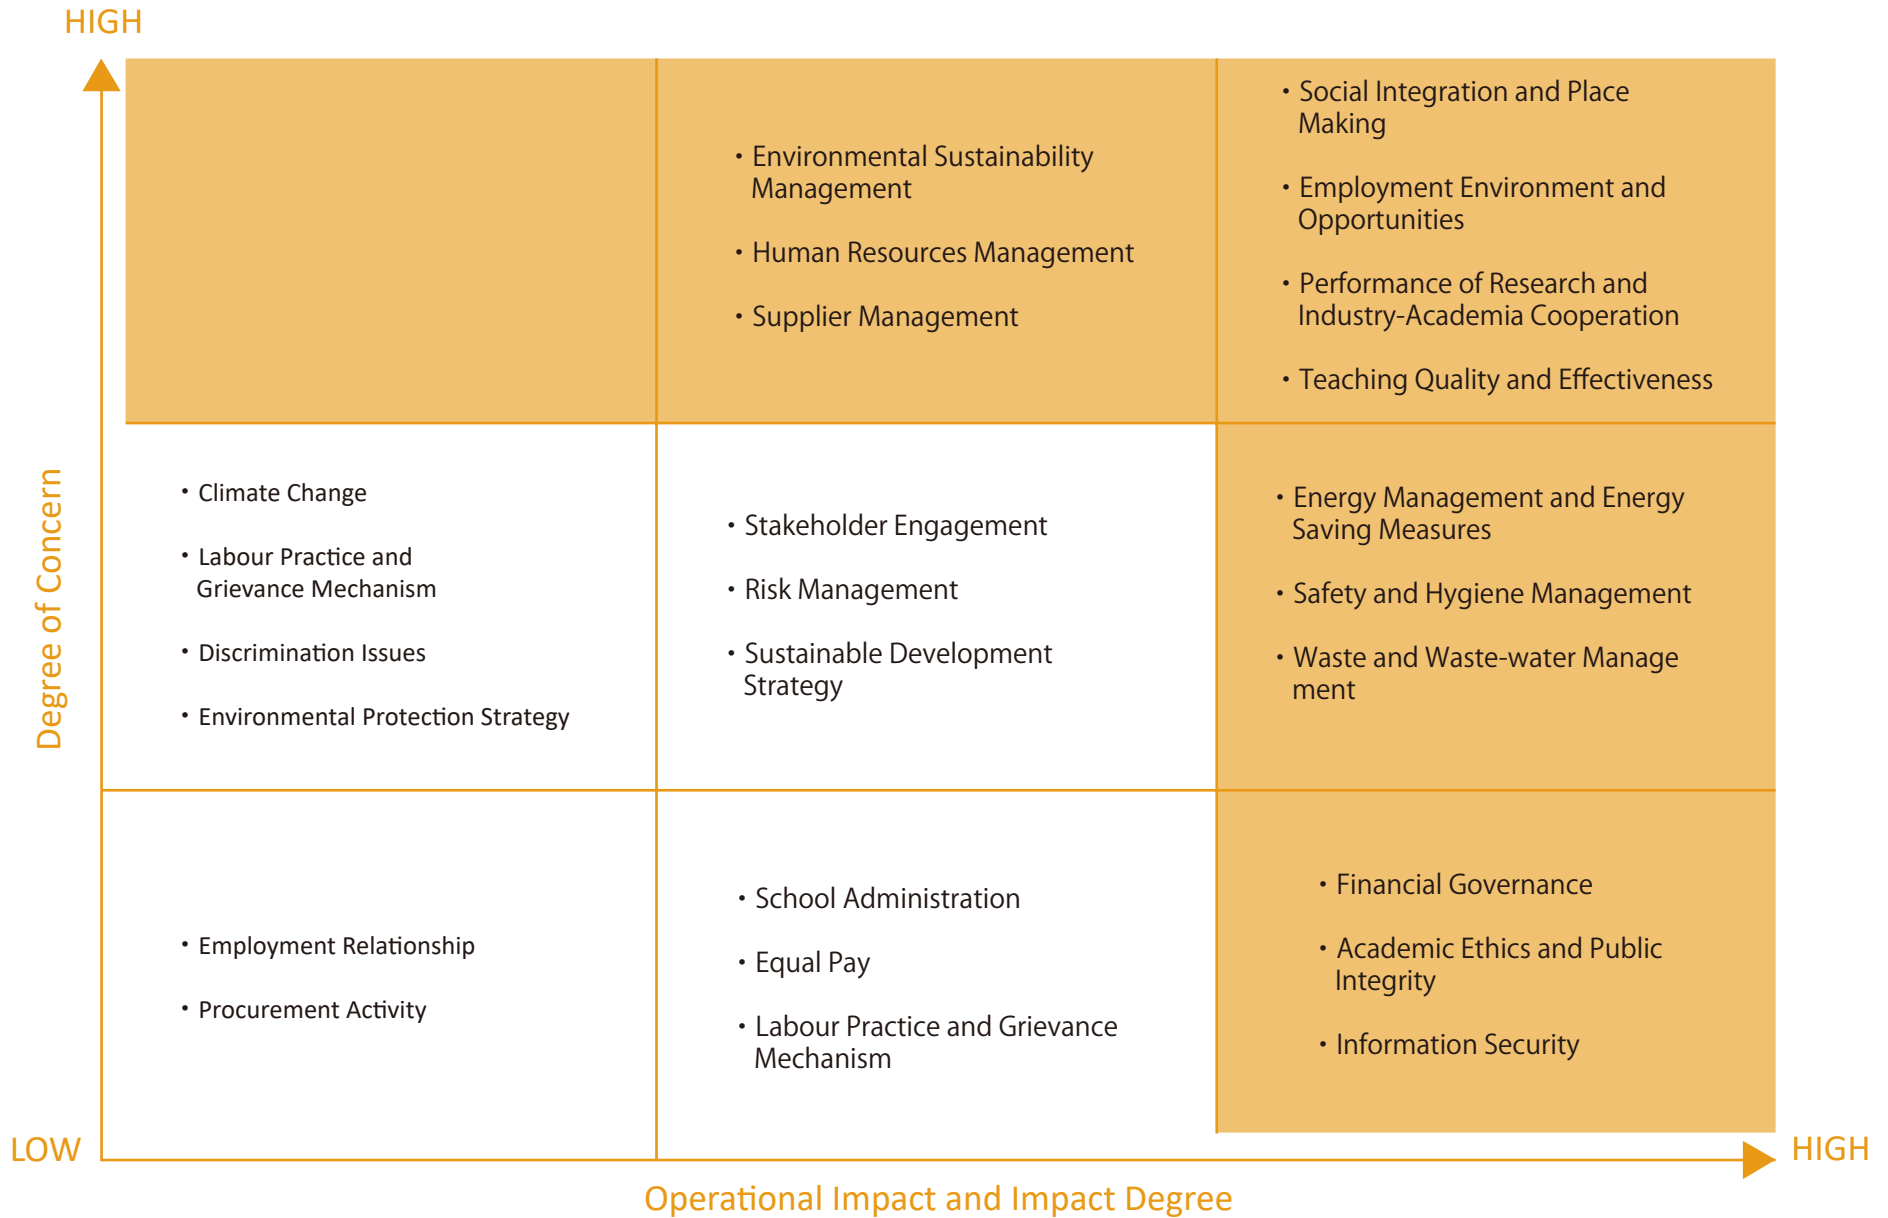 HIGH
・Environmental Sustainability
Management
・Human Resources Management
・Supplier Management
・Social Integration and Place
Making
・Employment Environment and
Opportunities
・Performance of Research and
Industry-Academia Cooperation
・Teaching Quality and Effectiveness
Degree of Concern
・Climate Change
・Labour Practice and
Grievance Mechanism
・Discrimination Issues
・Environmental Protection Strategy
・Stakeholder Engagement
・Risk Management
・Sustainable Development
Strategy
・Energy Management and Energy
Saving Measures
・Safety and Hygiene Management
・Waste and Waste-water Manage
ment
・Employment Relationship
・Procurement Activity
・School Administration
・Equal Pay
・Labour Practice and Grievance
Mechanism
・Financial Governance
・Academic Ethics and Public
Integrity
・Information Security
LOW
HIGH
Operational Impact and Impact Degree